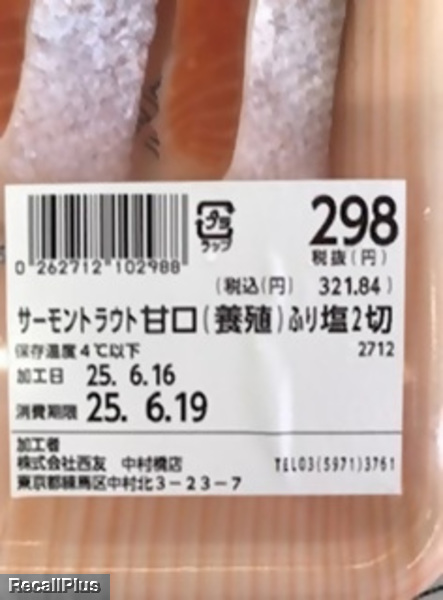 298
プラ
ラップ
税抜(円)
0 262712 102988
(税込(円) 321.84)
サーモントラウト甘口(養殖)ふり塩2切
保存温度4℃以下
2712
加工日 25. 6.16
消費期限 25. 6.19
加工者
株式会社西友 中村橋店
TEL03(5971)3761
東京都練馬区中村北3-23-7
RecallPlus